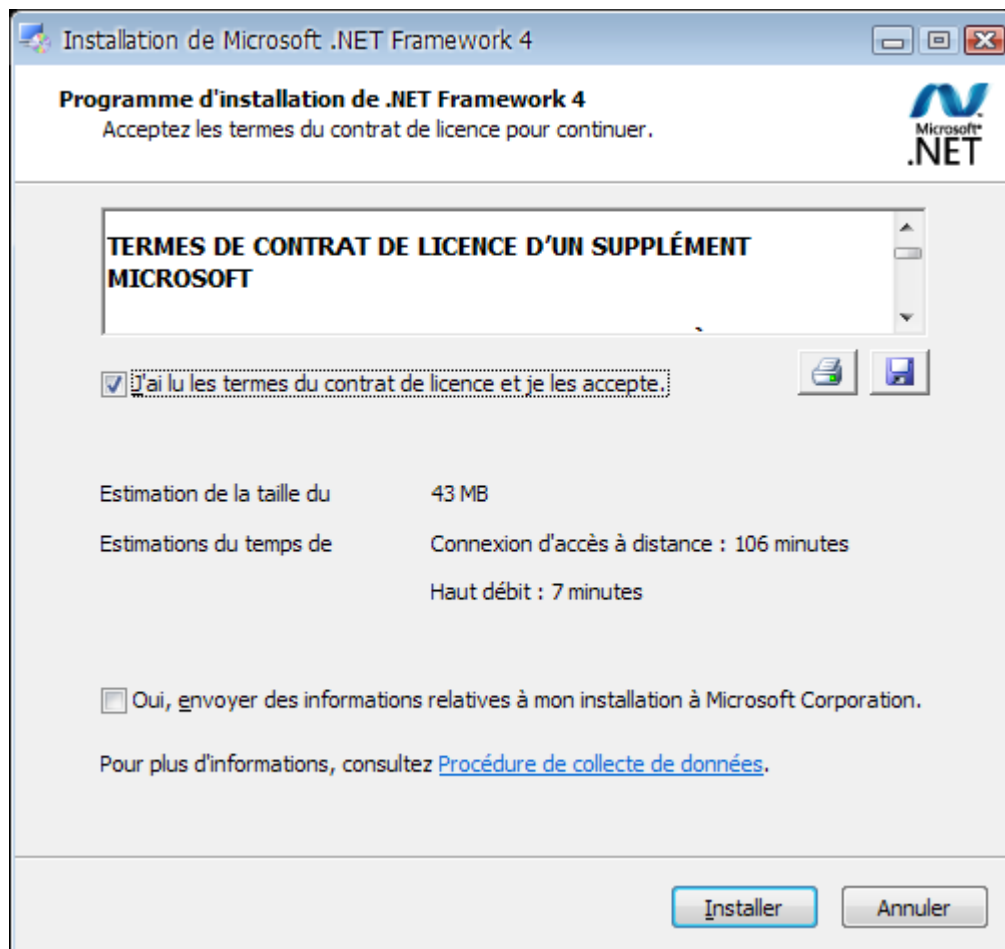 Installation de Microsoft .NET Framework 4
Programme d'installation de .NET Framework 4
Acceptez les termes du contrat de licence pour continuer.
Microsoft
.NET
TERMES DE CONTRAT DE LICENCE D’UN SUPPLÉMENT
MICROSOFT
J'ai lu les termes du contrat de licence et je les accepte.
Estimation de la taille du 43 MB
Estimations du temps de Connexion d'accès à distance : 106 minutes
Haut débit : 7 minutes
Oui, envoyer des informations relatives à mon installation à Microsoft Corporation.
Pour plus d'informations, consultez Procédure de collecte de données.
Installer Annuler